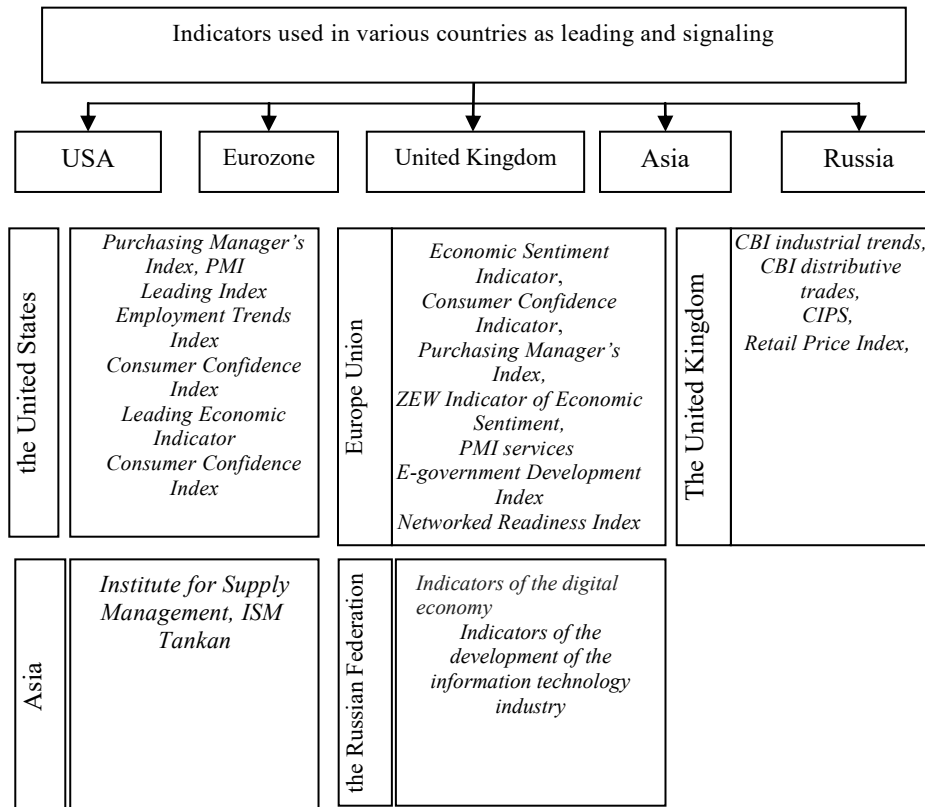 Indicators used in various countries as leading and signaling
USA
Eurozone
United Kingdom
Asia
Russia
the United States
Purchasing Manager’s
Index, PMI
Leading Index
Employment Trends
Index
Consumer Confidence
Index
Leading Economic
Indicator
Consumer Confidence
Index
Europe Union
Economic Sentiment
Indicator,
Consumer Confidence
Indicator,
Purchasing Manager’s
Index,
ZEW Indicator of Economic
Sentiment,
PMI services
E-government Development
Index
Networked Readiness Index
The United Kingdom
CBI industrial trends,
CBI distributive
trades,
CIPS,
Retail Price Index,
Asia
Institute for Supply
Management, ISM
Tankan
the Russian Federation
Indicators of the digital
economy
Indicators of the
development of the
information technology
industry